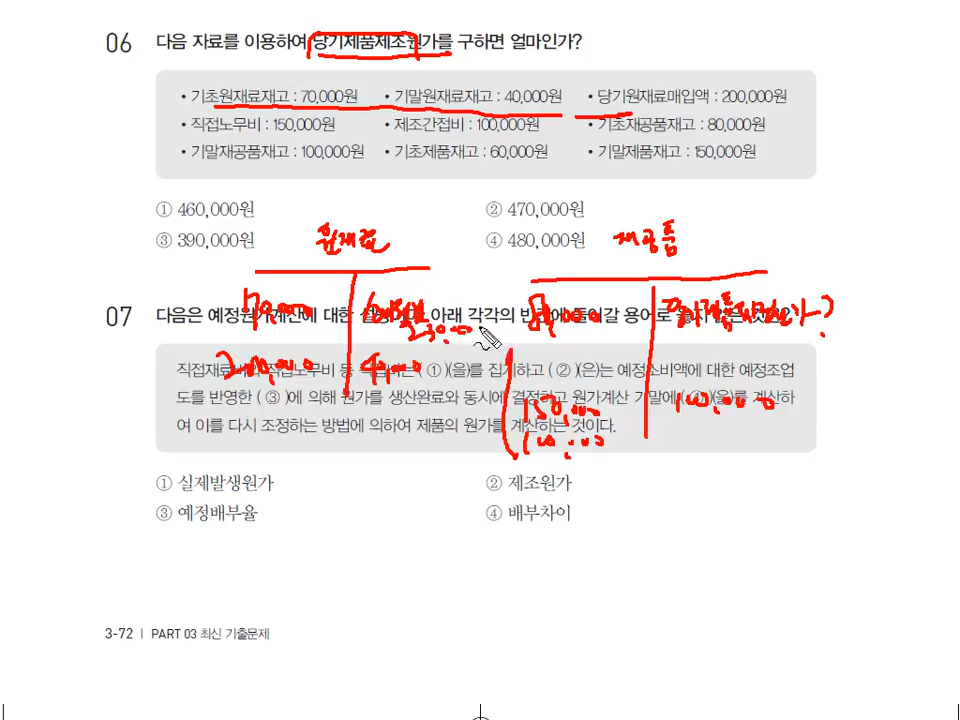 06 다음 자료를 이용하여 당기제품제조원가를 구하면 얼마인가?
• 기초원재료재고 : 70,000원 • 기말원재료재고 : 40,000원 • 당기원재료매입액 : 200,000원
• 직접노무비 : 150,000원 • 제조간접비 : 100,000원 • 기초재공품재고 : 80,000원
• 기말재공품재고 : 100,000원 • 기초제품재고 : 60,000원 • 기말제품재고 : 150,000원
① 460,000원 ② 470,000원
③ 390,000원 ④ 480,000원
원재료 재공품
07 다음은 예정원가계산에 대한 설명이다. 아래 각각의 빈칸에 들어갈 용어로 옳지 않은 것은?
직접재료비와 직접노무비 등 직접비는 ( ① )(을)를 집계하고 ( ② )(은)는 예정소비액에 대한 예정조업
도를 반영한 ( ③ )에 의해 원가를 생산완료와 동시에 결정하고 원가계산 기말에 ( ④ )(을)를 계산하
여 이를 다시 조정하는 방법에 의하여 제품의 원가를 계산하는 것이다.
150,000
① 실제발생원가 ② 제조원가
③ 예정배부율 ④ 배부차이
3-72 | PART 03 최신 기출문제